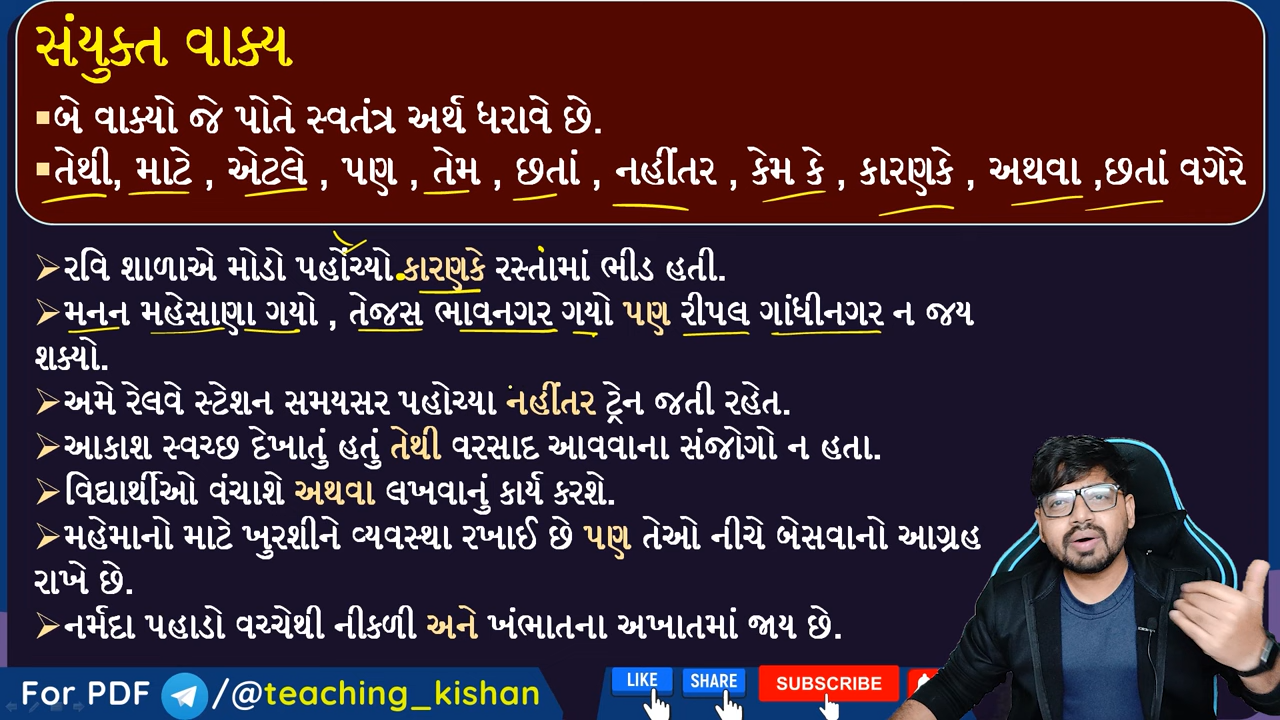 સંયુક્ત વાક્ય
▪બે વાક્યો જે પોતે સ્વતંત્ર અર્થ ધરાવે છે.
▪તેથી, માટે , એટલે , પણ , તેમ , છતાં , નહીંતર , કેમ કે , કારણકે , અથવા ,છતાં વગેરે
➢રવિ શાળાએ મોડો પહોંચ્યો કારણકે રસ્તામાં ભીડ હતી.
➢મનન મહેસાણા ગયો , તેજસ ભાવનગર ગયો પણ રીપલ ગાંધીનગર ન જય
શક્યો.
➢અમે રેલવે સ્ટેશન સમયસર પહોચ્યા નહીંતર ટ્રેન જતી રહેત.
➢આકાશ સ્વચ્છ દેખાતું હતું તેથી વરસાદ આવવાના સંજોગો ન હતા.
➢વિદ્યાર્થીઓ વંચાશે અથવા લખવાનું કાર્ય કરશે.
➢મહેમાનો માટે ખુરશીને વ્યવસ્થા રખાઈ છે પણ તેઓ નીચે બેસવાનો આગ્રહ
રાખે છે.
➢નર્મદા પહાડો વચ્ચેથી નીકળી અને ખંભાતના અખાતમાં જાય છે.
For PDF /@teaching_kishan LIKE SHARE SUBSCRIBE